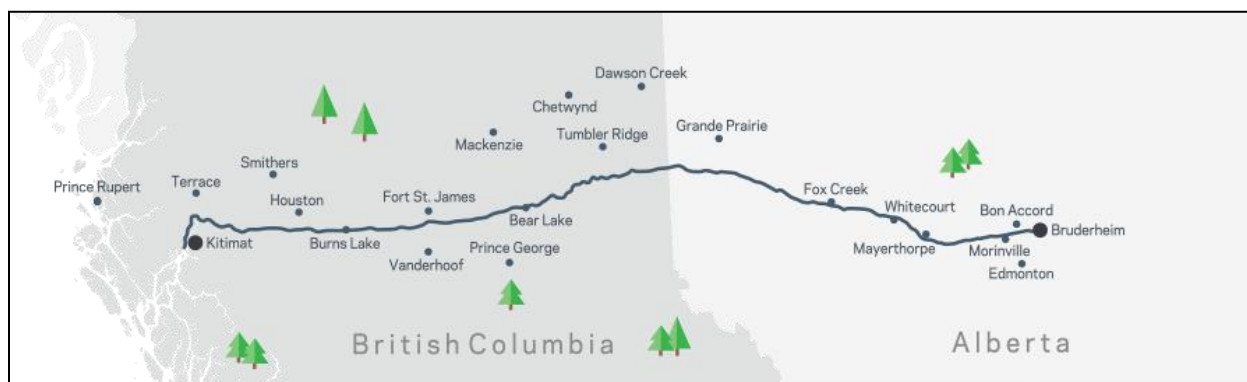 Dawson Creek
Chetwynd
Grande Prairie
Tumbler Ridge
Mackenzie
Smithers
Terrace
Prince Rupert
Fort St. James
Houston
Fox Creek
Whitecourt
Bon Accord
Bear Lake
Bruderheim
Kitimat
Burns Lake
Prince George
Mayerthorpe
Morinville
Vanderhoof
Edmonton
British Columbia
Alberta